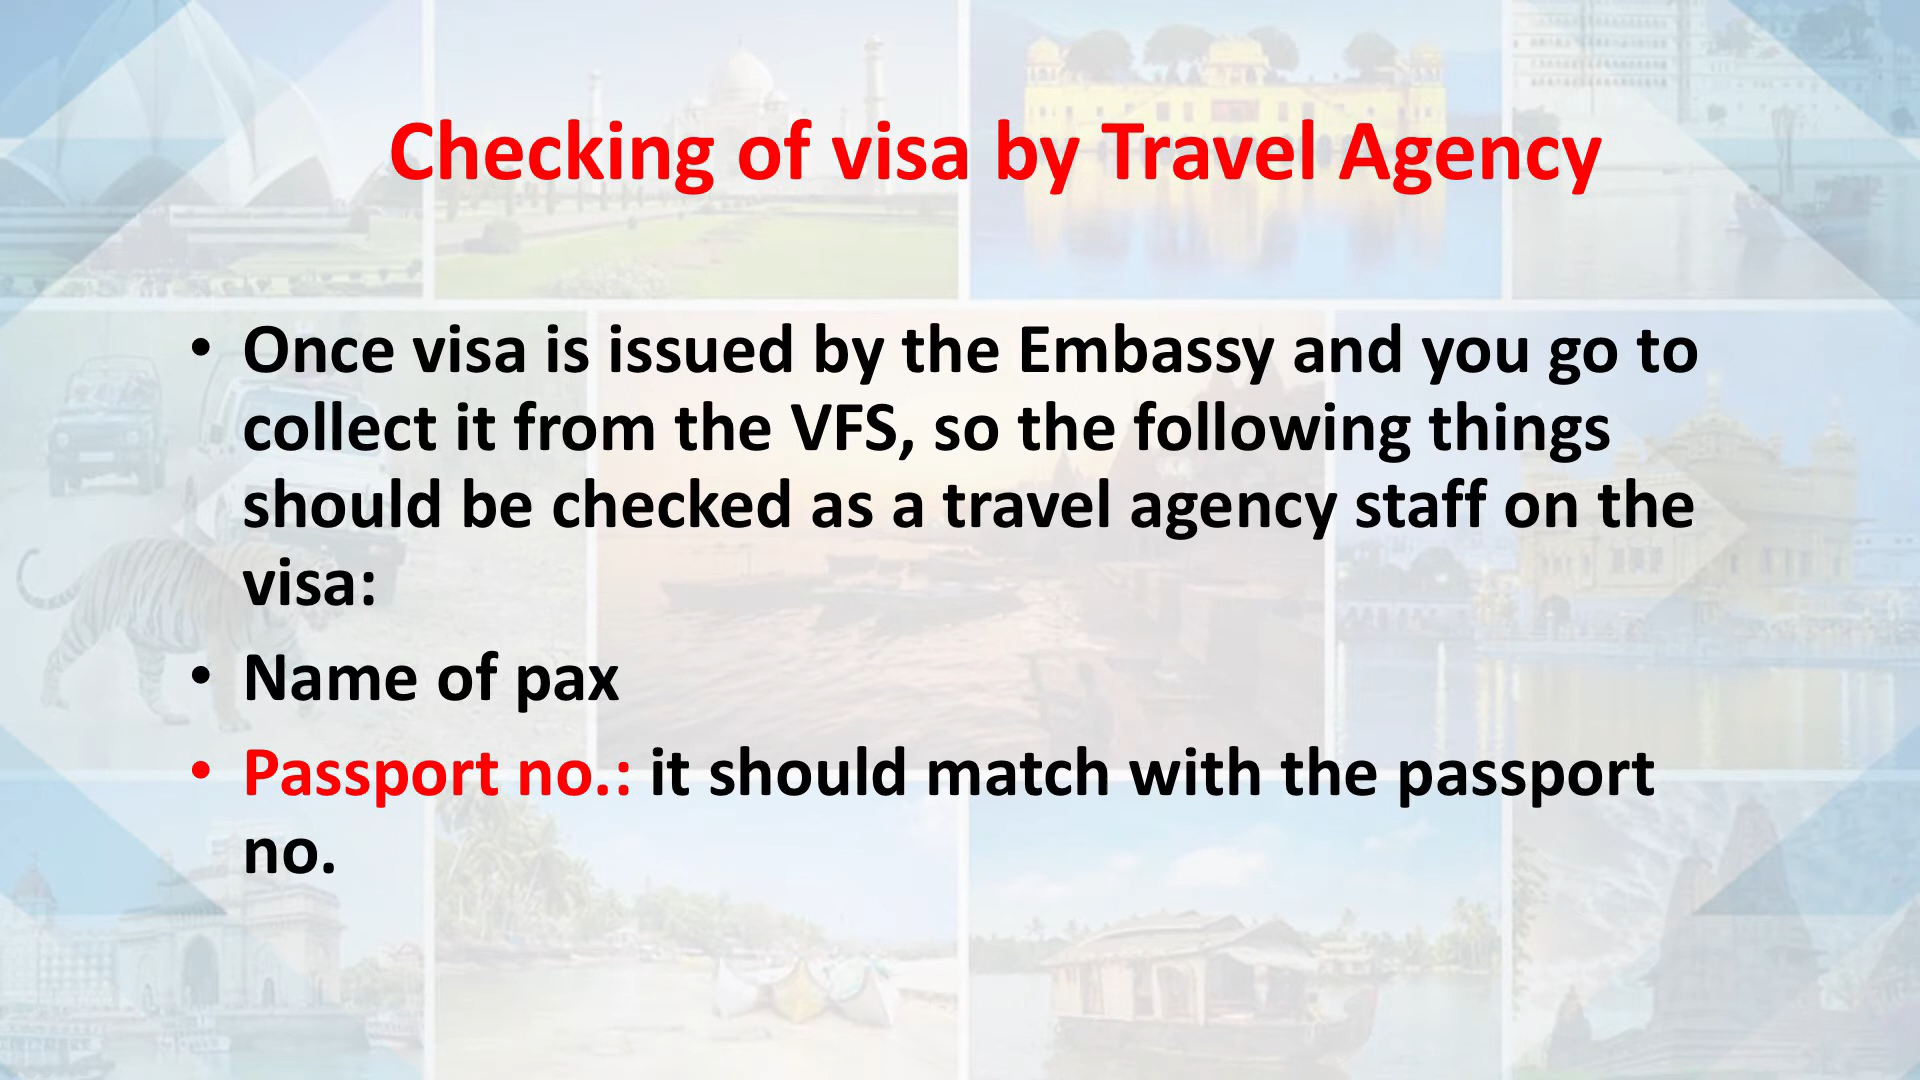 Checking of visa by Travel Agency
• Once visa is issued by the Embassy and you go to
collect it from the VFS, so the following things
should be checked as a travel agency staff on the
visa:
• Name of pax
• Passport no.: it should match with the passport
no.